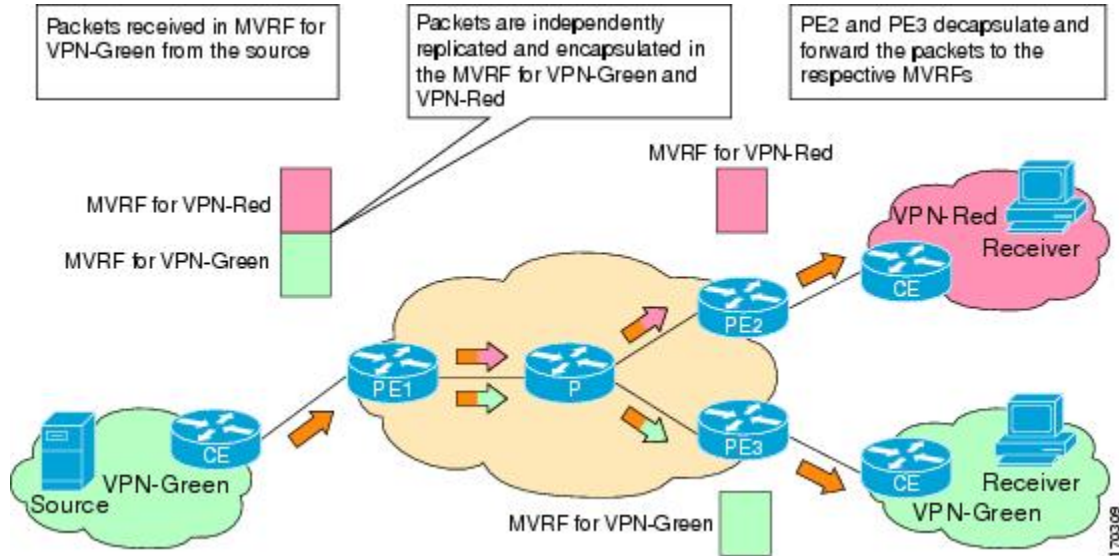 Packets received in MVRF for
VPN-Green from the source
Packets are independently
replicated and encapsulated in
the MVRF for VPN-Green and
VPN-Red
PE2 and PE3 decapsulate and
forward the packets to the
respective MVRFs
MVRF for VPN-Red
MVRF for VPN-Red
MVRF for VPN-Green
VPN-Red
Receiver
CE
PE2
PE1
P
PE3
CE
VPN-Green
Source
CE
Receiver
VPN-Green
MVRF for VPN-Green